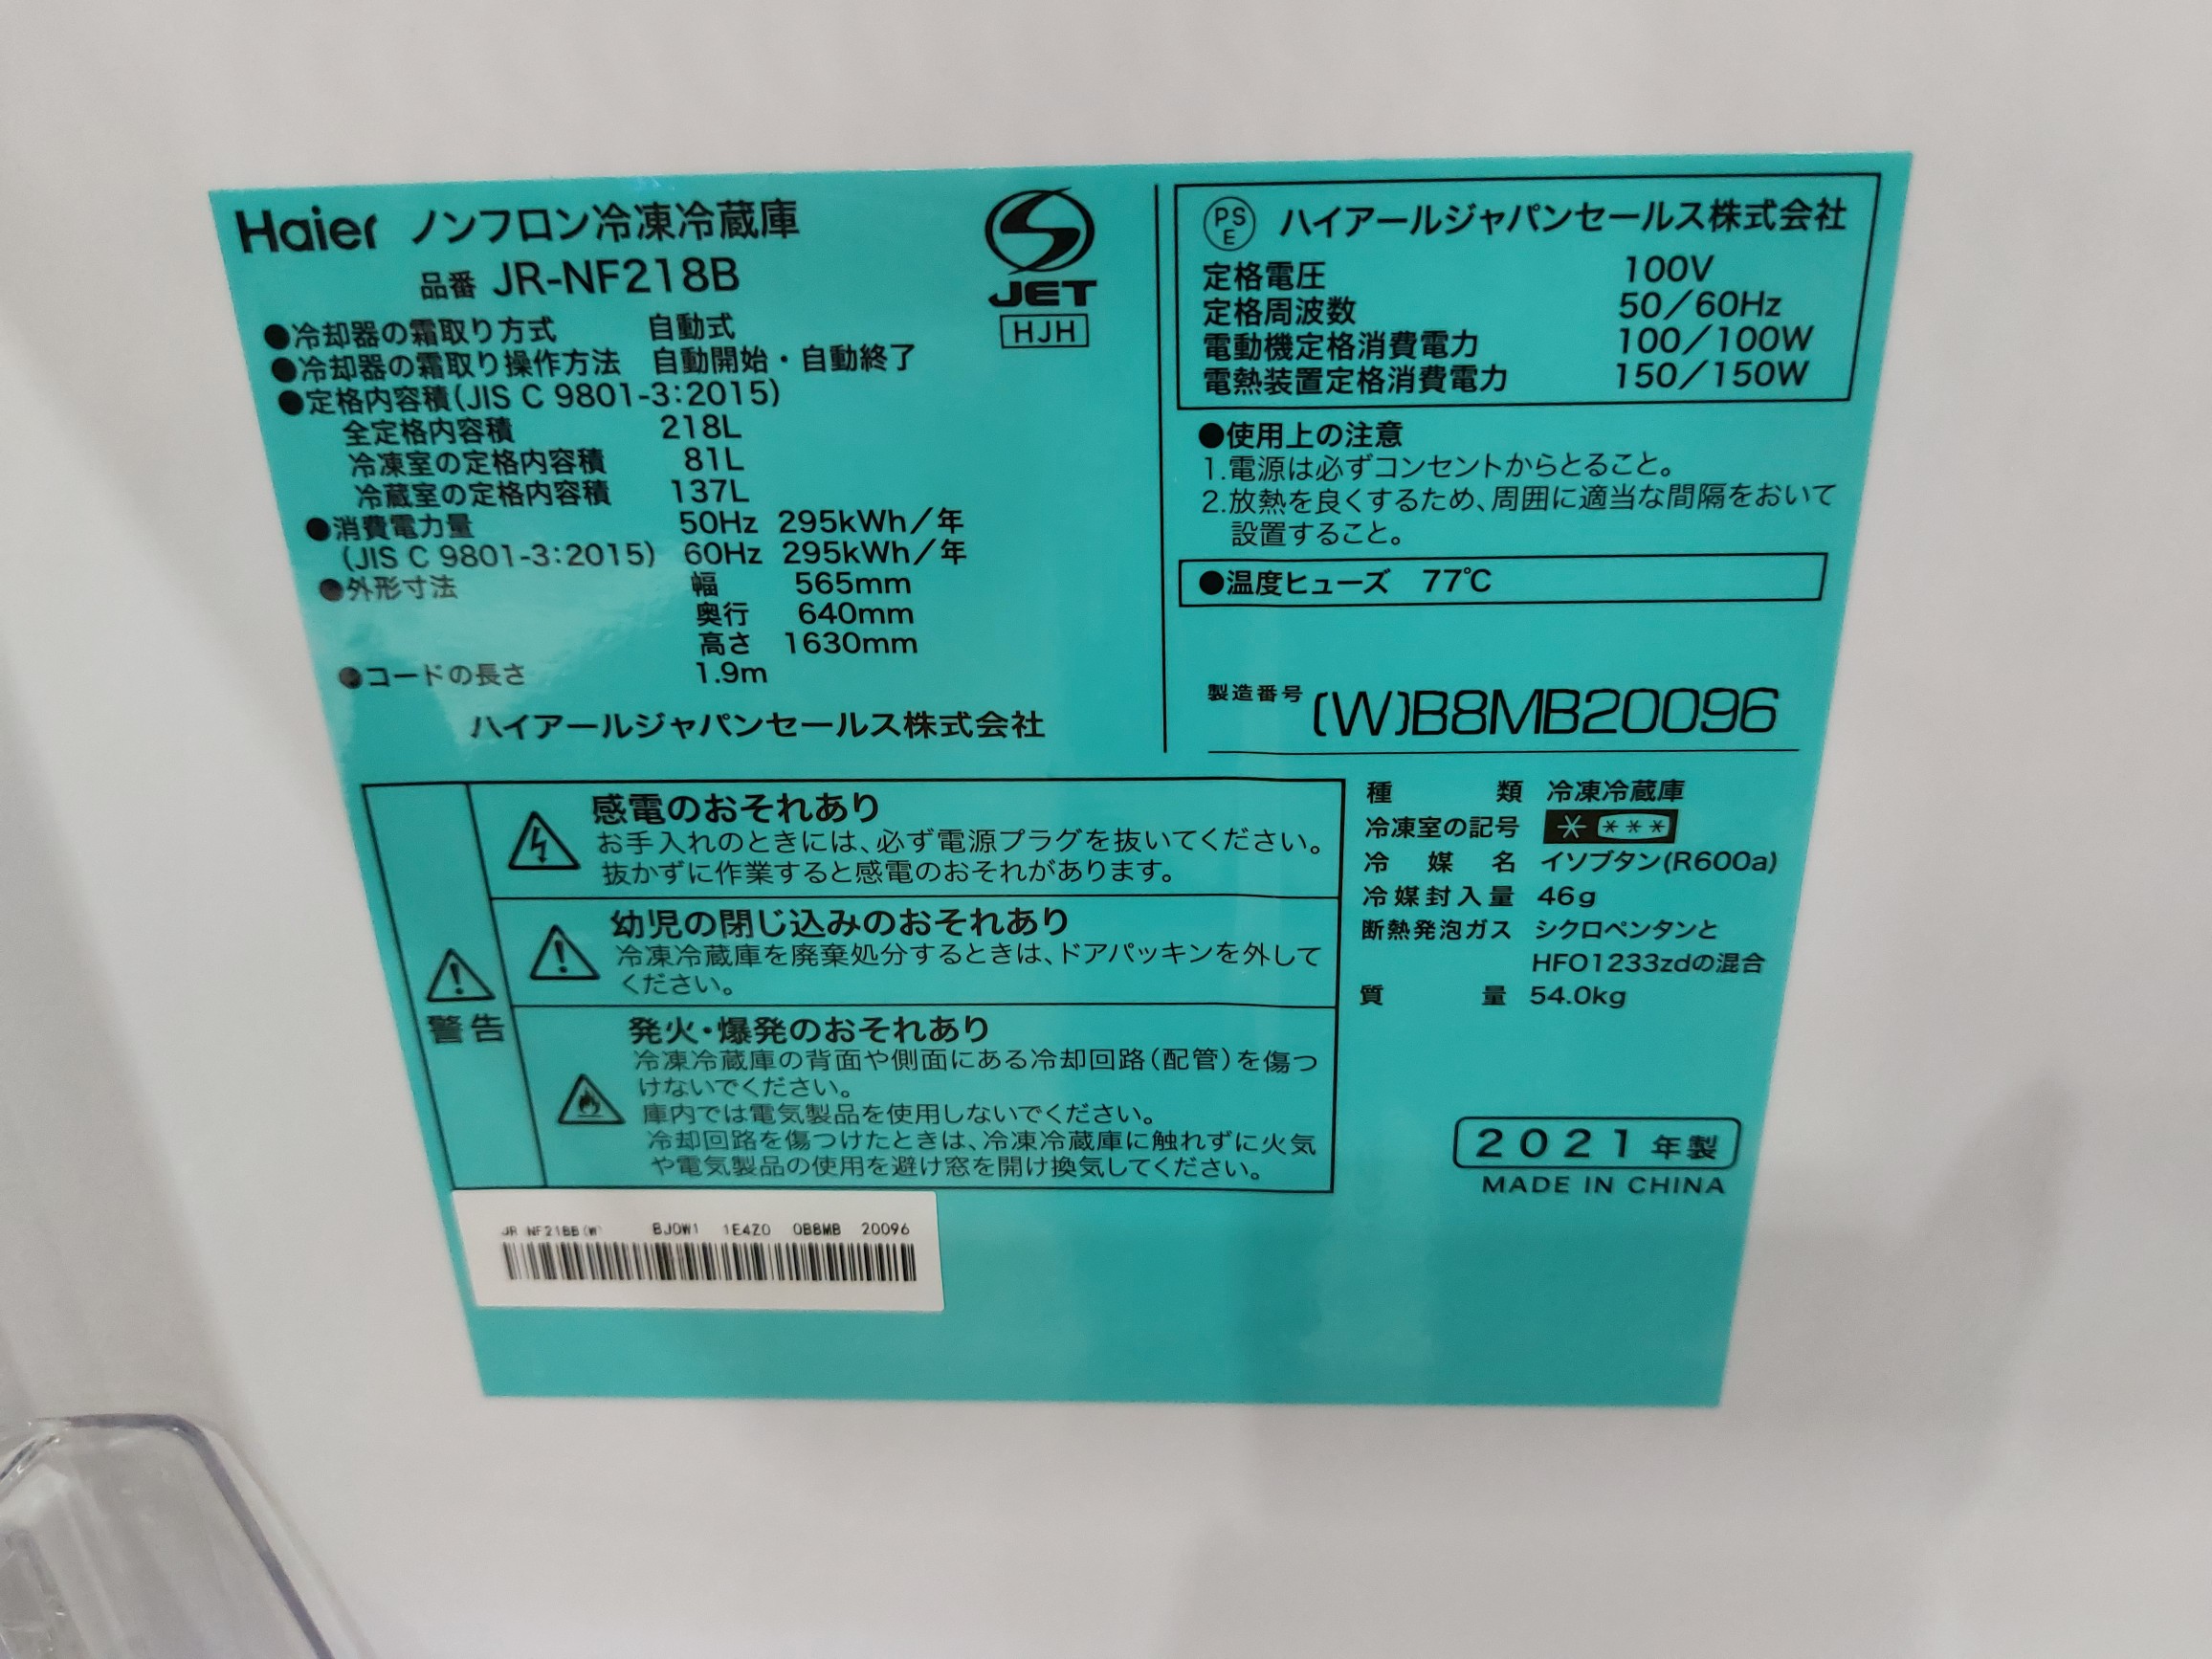 Haier ノンフロン冷凍冷蔵庫
品番 JR-NF218B
JET
HJH
●冷却器の霜取り方式 自動式
●冷却器の霜取り操作方法 自動開始・自動終了
●定格内容積(JIS C 9801-3:2015)
全定格内容積 218L
冷凍室の定格内容積 81L
冷蔵室の定格内容積 137L
●消費電力量 50Hz 295kWh/年
(JIS C 9801-3:2015) 60Hz 295kWh/年
●外形寸法 幅 565mm
奥行 640mm
高さ 1630mm
●コードの長さ 1.9m
ハイアールジャパンセールス株式会社
PSE ハイアールジャパンセールス株式会社
定格電圧 100V
定格周波数 50/60Hz
電動機定格消費電力 100/100W
電熱装置定格消費電力 150/150W
●使用上の注意
1.電源は必ずコンセントからとること。
2.放熱を良くするため、周囲に適当な間隔をおいて
設置すること。
●温度ヒューズ 77℃
製造番号 (W)B8MB20096
警告
感電のおそれあり
お手入れのときには、必ず電源プラグを抜いてください。
抜かずに作業すると感電のおそれがあります。
幼児の閉じ込みのおそれあり
冷凍冷蔵庫を廃棄処分するときは、ドアパッキンを外して
ください。
発火・爆発のおそれあり
冷凍冷蔵庫の背面や側面にある冷却回路(配管)を傷つ
けないでください。
庫内では電気製品を使用しないでください。
冷却回路を傷つけたときは、冷凍冷蔵庫に触れずに火気
や電気製品の使用を避け窓を開け換気してください。
種類 冷凍冷蔵庫
冷凍室の記号 * ***
冷媒名 イソブタン(R600a)
冷媒封入量 46g
断熱発泡ガス シクロペンタンと
HFO1233zdの混合
質量 54.0kg
2021年製
MADE IN CHINA
JR-NF218B(W) BJ0W1 1E4Z0 0B8MB 20096